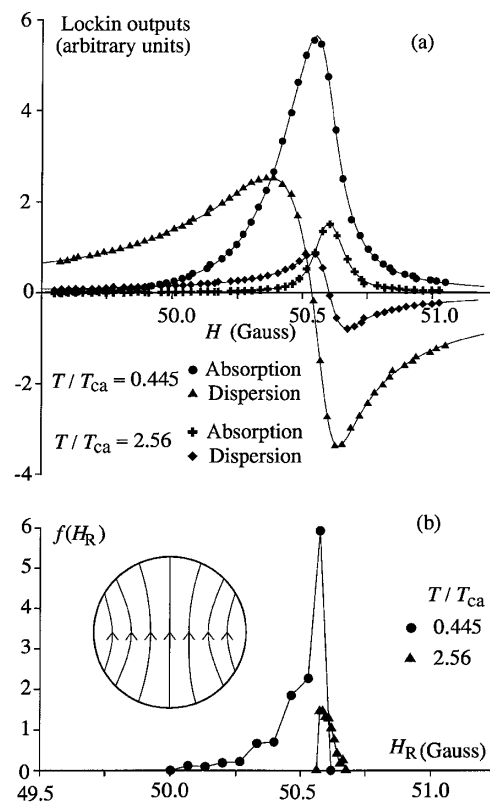 Lockin outputs
(arbitrary units)
(a)
6
4
2
0
-2
-4
50.0
50.5
51.0
H (Gauss)
T / Tca = 0.445
● Absorption
▲ Dispersion
T / Tca = 2.56
✚ Absorption
◆ Dispersion
(b)
f(HR)
6
5
4
3
2
1
0
T / Tca
● 0.445
▲ 2.56
HR (Gauss)
49.5
50.0
50.5
51.0